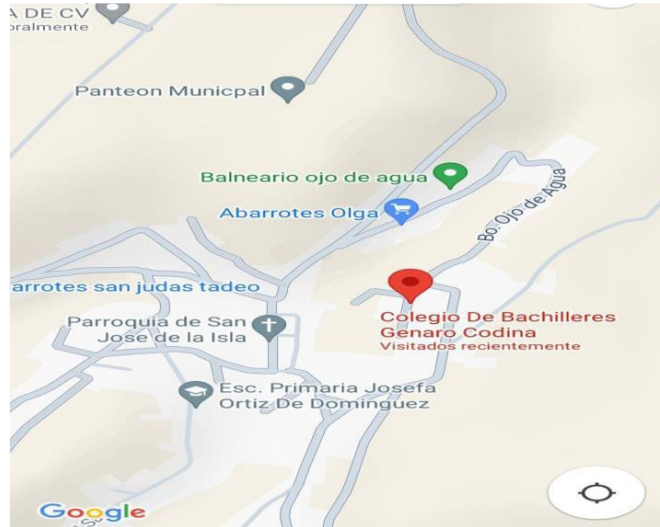 A DE CV
oralmente
Panteon Municpal
Balneario ojo de agua
Abarrotes Olga
Bo. Ojo de Agua
arrotes san judas tadeo
Colegio De Bachilleres
Genaro Codina
Visitados recientemente
Parroquia de San
Jose de la Isla
Esc. Primaria Josefa
Ortiz De Dominguez
Google